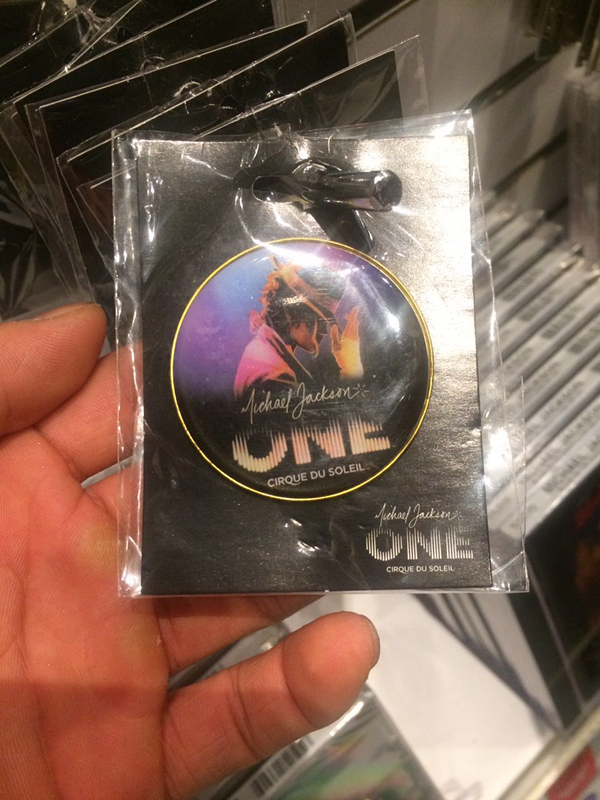 Michael Jackson
ONE
CIRQUE DU SOLEIL
Michael Jackson
ONE
CIRQUE DU SOLEIL